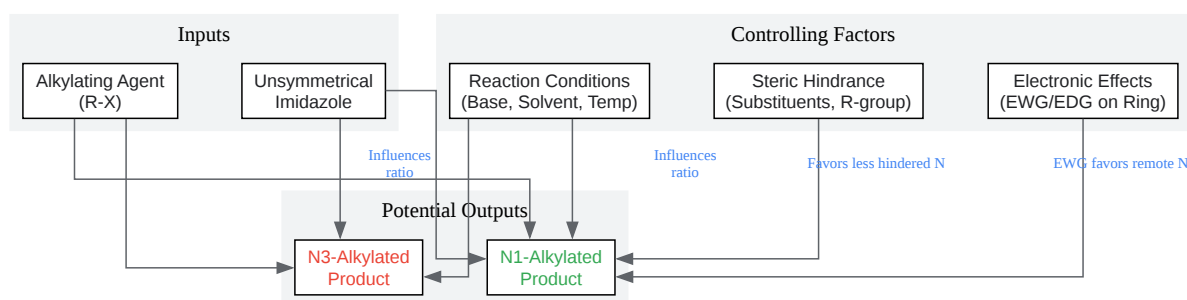 Inputs
Controlling Factors
Alkylating Agent
(R-X)
Unsymmetrical
Imidazole
Reaction Conditions
(Base, Solvent, Temp)
Steric Hindrance
(Substituents, R-group)
Electronic Effects
(EWG/EDG on Ring)
Influences
ratio
Influences
ratio
Favors less hindered N
EWG favors remote N
Potential Outputs
N3-Alkylated
Product
N1-Alkylated
Product